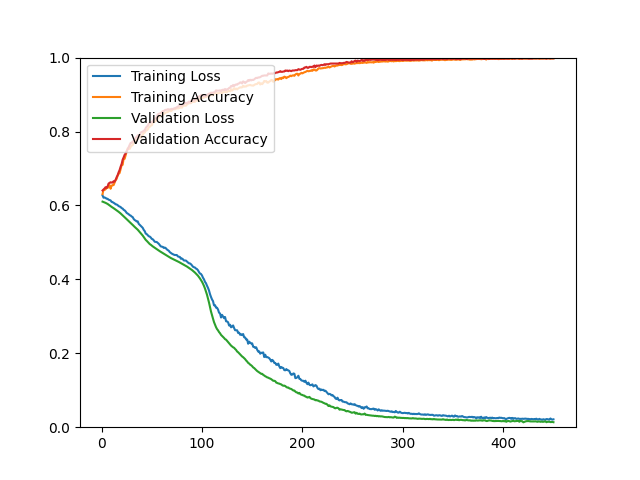 1.0
0.8
0.6
0.4
0.2
0.0
Training Loss
Training Accuracy
Validation Loss
Validation Accuracy
0 100 200 300 400